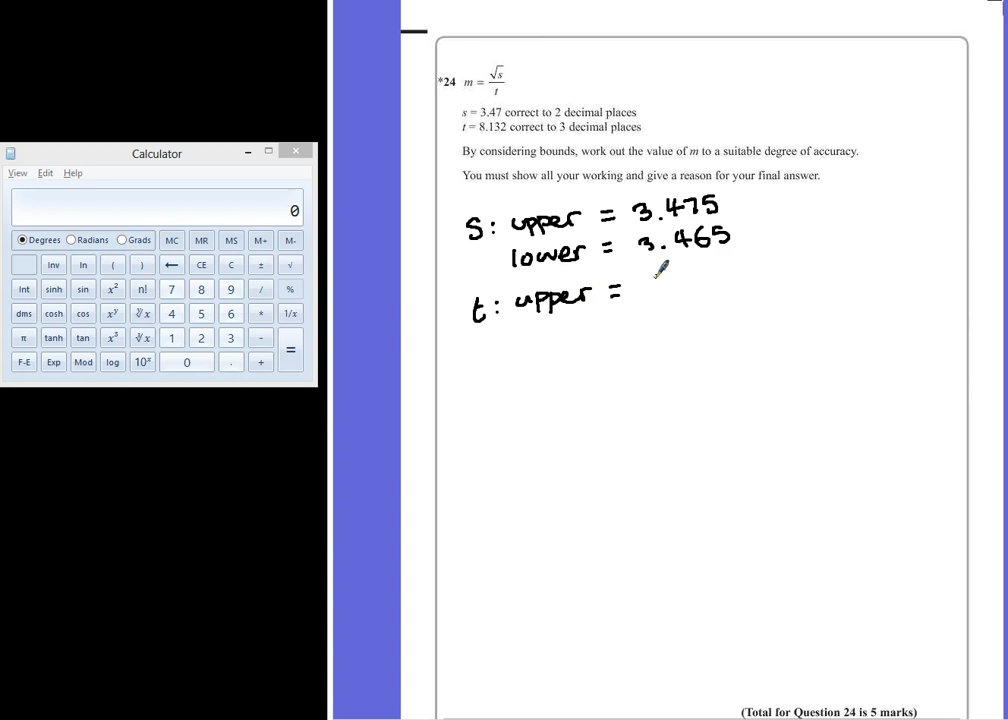 Calculator
View Edit Help
0
Degrees Radians Grads MC MR MS M+ M-
Inv ln ( ) ← CE C ± √
Int sinh sin x² n! 7 8 9 / %
dms cosh cos xʸ ʸ√x 4 5 6 * 1/x
π tanh tan x³ ³√x 1 2 3 - =
F-E Exp Mod log 10ˣ 0 . +
*24 m = √s / t
s = 3.47 correct to 2 decimal places
t = 8.132 correct to 3 decimal places
By considering bounds, work out the value of m to a suitable degree of accuracy.
You must show all your working and give a reason for your final answer.
s: upper = 3.475
lower = 3.465
t: upper =
(Total for Question 24 is 5 marks)